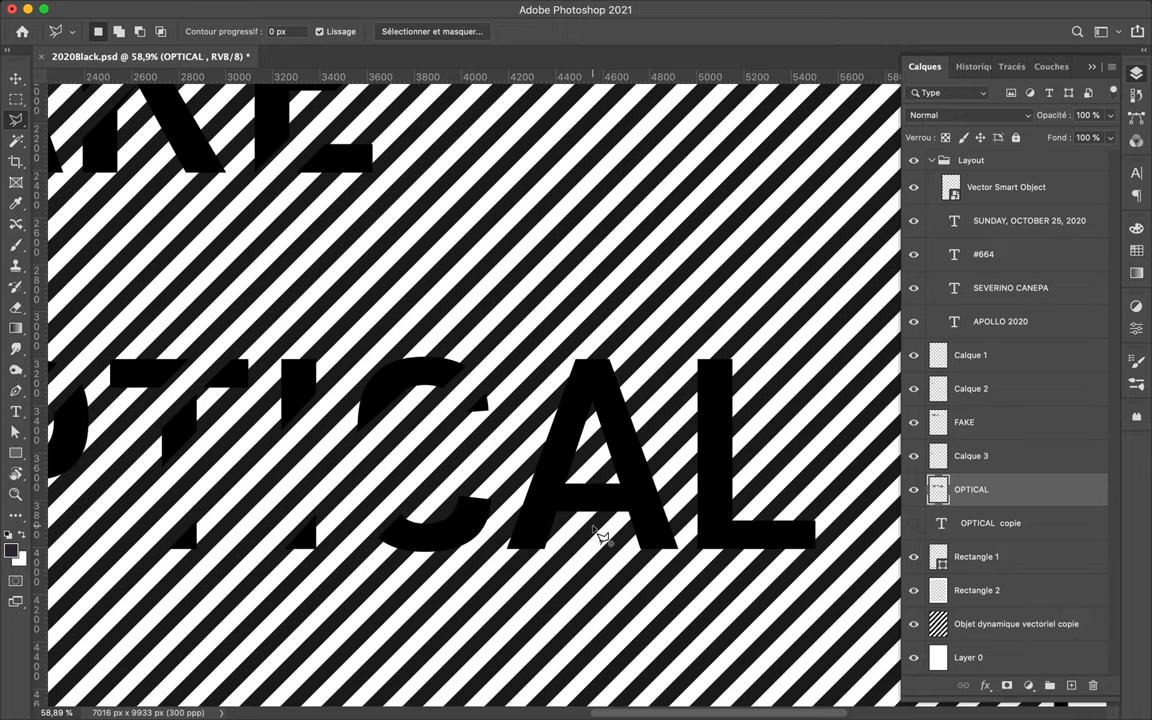 Adobe Photoshop 2021
Contour progressif : 0 px Lissage Sélectionner et masquer...
2020Black.psd @ 58,9% (OPTICAL , RVB/8) *
2400 2600 2800 3000 3200 3400 3600 3800 4000 4200 4400 4600 4800 5000 5200 5400 5600
Calques Historiq Tracés Couches
Type
Normal Opacité : 100 %
Verrou : Fond : 100 %
Layout
Vector Smart Object
SUNDAY, OCTOBER 25, 2020
#664
SEVERINO CANEPA
APOLLO 2020
Calque 1
Calque 2
FAKE
Calque 3
OPTICAL
OPTICAL copie
Rectangle 1
Rectangle 2
Objet dynamique vectoriel copie
Layer 0
AKE
OPTICAL
58,89 % 7016 px x 9933 px (300 ppp)